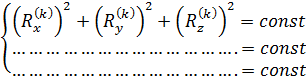 (R_x^(k))^2 + (R_y^(k))^2 + (R_z^(k))^2 = const
… … … … … … … … … … … … … … = const
… … … … … … … … … … … … … … = const